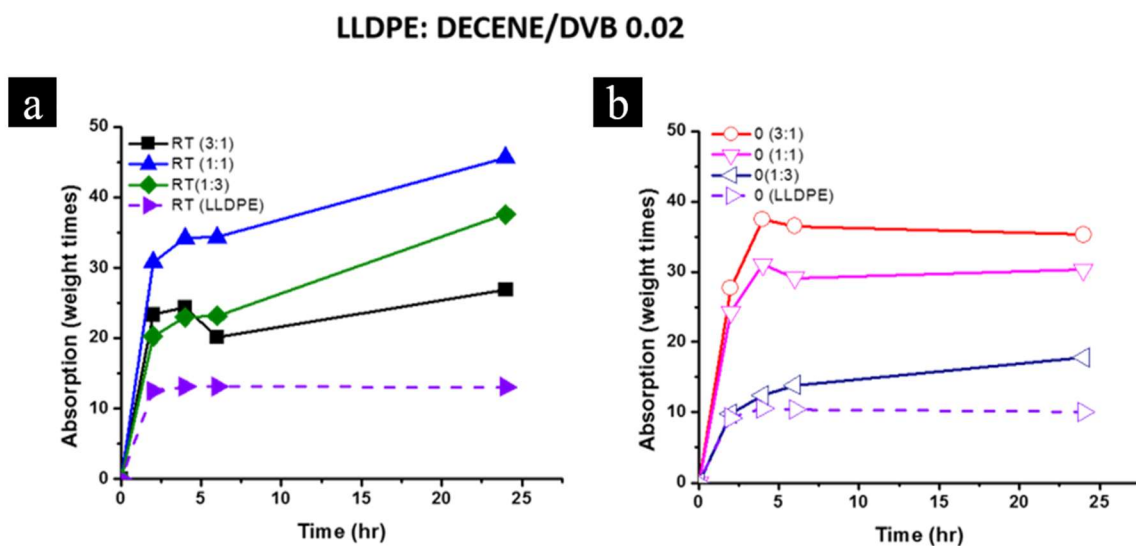 LLDPE: DECENE/DVB 0.02
a
50
40
30
20
10
0
0
5
10
15
20
25
Absorption (weight times)
Time (hr)
RT (3:1)
RT (1:1)
RT(1:3)
RT (LLDPE)
b
50
40
30
20
10
0
0
5
10
15
20
25
Absorption (weight times)
Time (hr)
0 (3:1)
0 (1:1)
0(1:3)
0 (LLDPE)